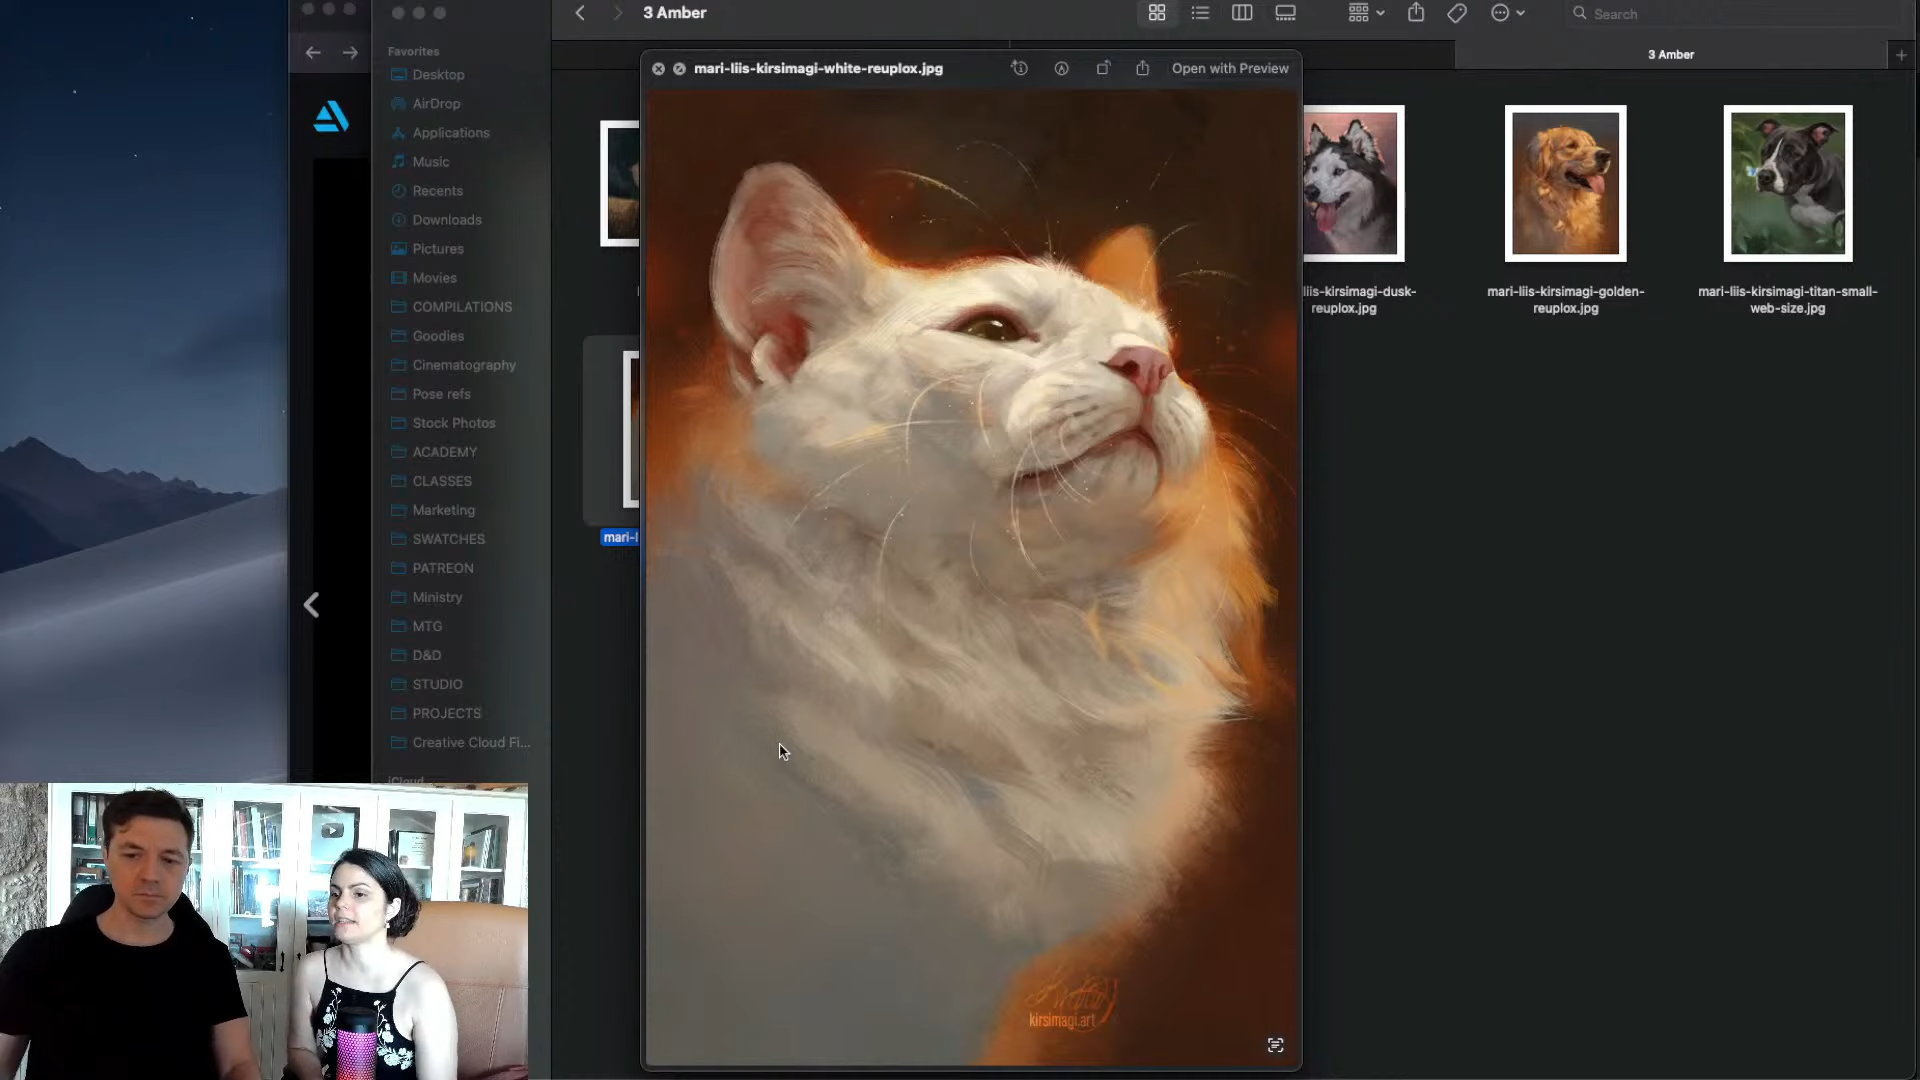 3 Amber
Search
3 Amber
Favorites
Desktop
AirDrop
Applications
Music
Recents
Downloads
Pictures
Movies
COMPILATIONS
Goodies
Cinematography
Pose refs
Stock Photos
ACADEMY
CLASSES
Marketing
SWATCHES
PATREON
Ministry
MTG
D&D
STUDIO
PROJECTS
Creative Cloud Fi...
iCloud
mari-liis-kirsimagi-white-reuplox.jpg
Open with Preview
liis-kirsimagi-dusk-
reuplox.jpg
mari-liis-kirsimagi-golden-
reuplox.jpg
mari-liis-kirsimagi-titan-small-
web-size.jpg
mari-l
kirsimagi.art